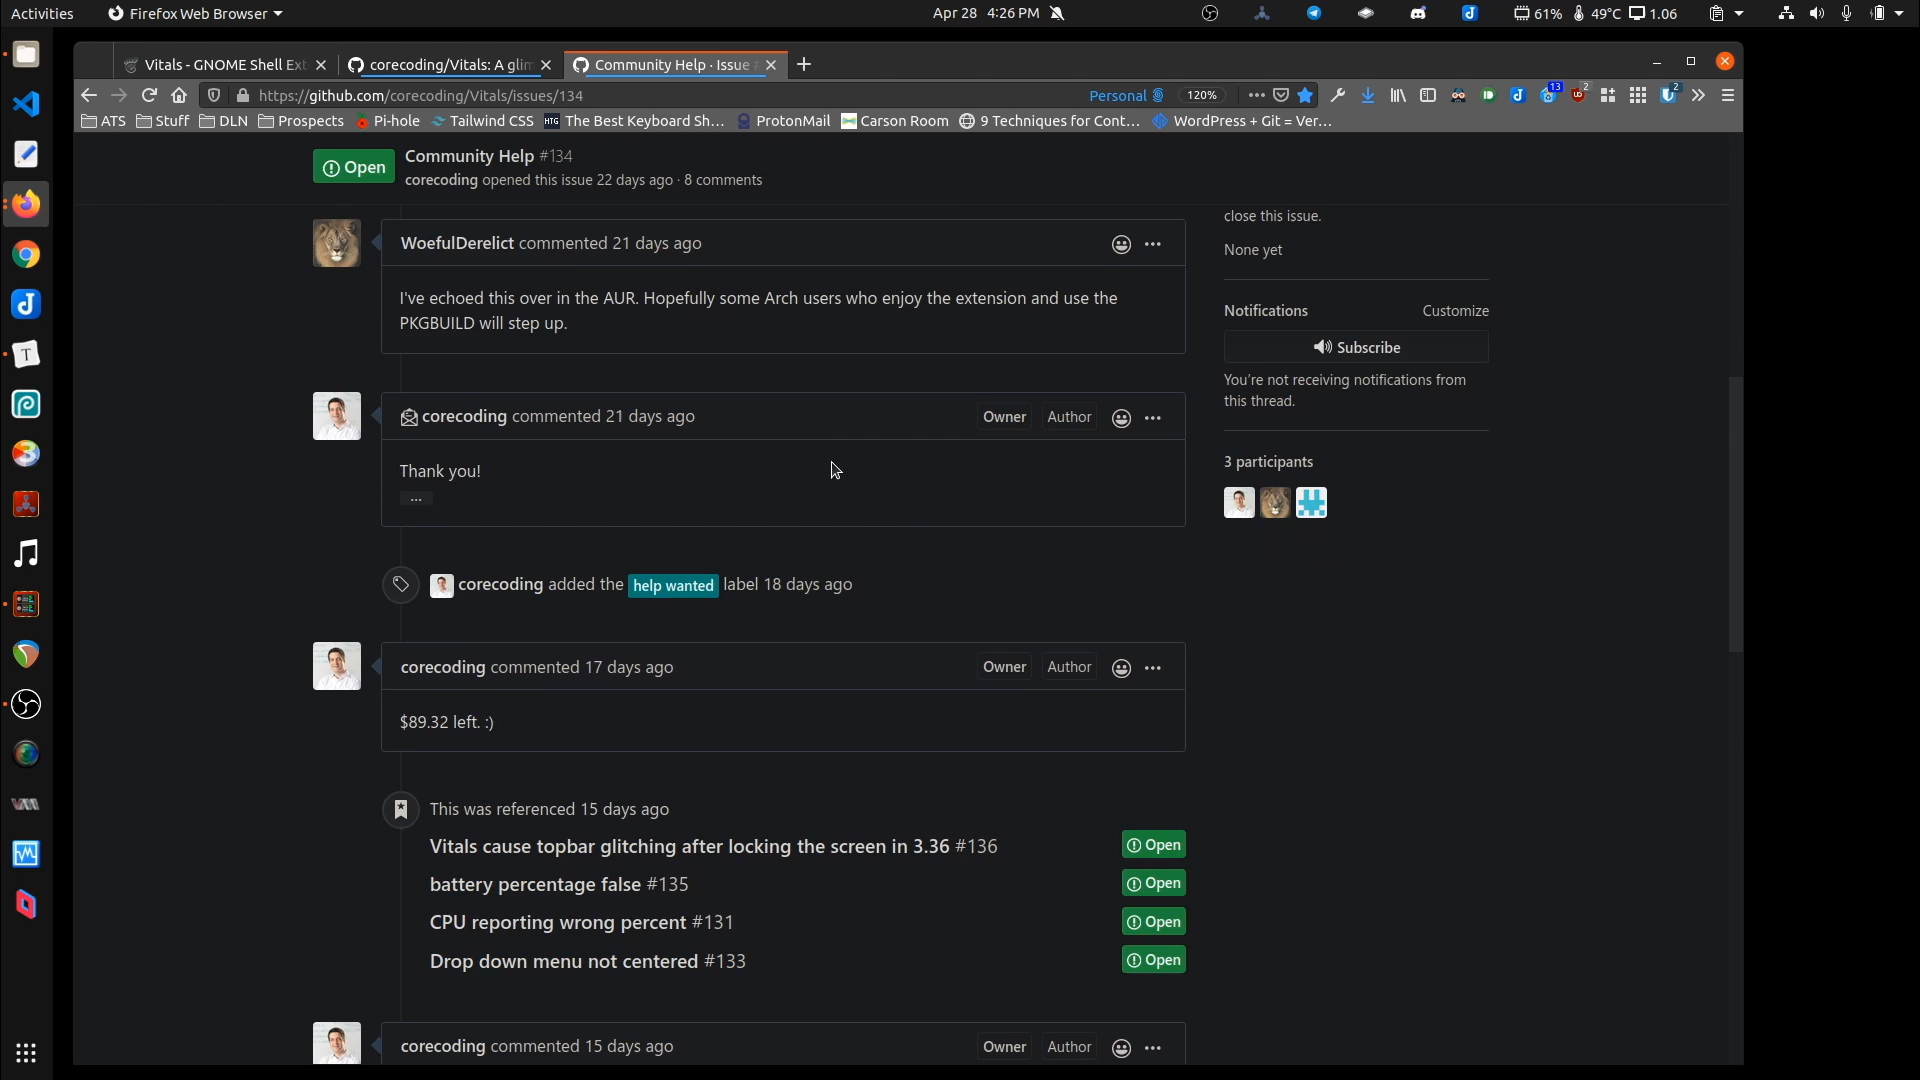 Activities
Firefox Web Browser
Apr 28 4:26 PM
61%
49°C
1.06
Vitals - GNOME Shell Ext
corecoding/Vitals: A glim
Community Help · Issue
https://github.com/corecoding/Vitals/issues/134
Personal
120%
13
2
2
ATS
Stuff
DLN
Prospects
Pi-hole
Tailwind CSS
HTG
The Best Keyboard Sh...
ProtonMail
Carson Room
9 Techniques for Cont...
WordPress + Git = Ver...
Open
Community Help #134
corecoding opened this issue 22 days ago · 8 comments
WoefulDerelict commented 21 days ago
I've echoed this over in the AUR. Hopefully some Arch users who enjoy the extension and use the
PKGBUILD will step up.
corecoding commented 21 days ago
Owner
Author
Thank you!
...
corecoding added the help wanted label 18 days ago
corecoding commented 17 days ago
Owner
Author
$89.32 left. :)
This was referenced 15 days ago
Vitals cause topbar glitching after locking the screen in 3.36 #136
Open
battery percentage false #135
Open
CPU reporting wrong percent #131
Open
Drop down menu not centered #133
Open
corecoding commented 15 days ago
Owner
Author
close this issue.
None yet
Notifications
Customize
Subscribe
You're not receiving notifications from
this thread.
3 participants